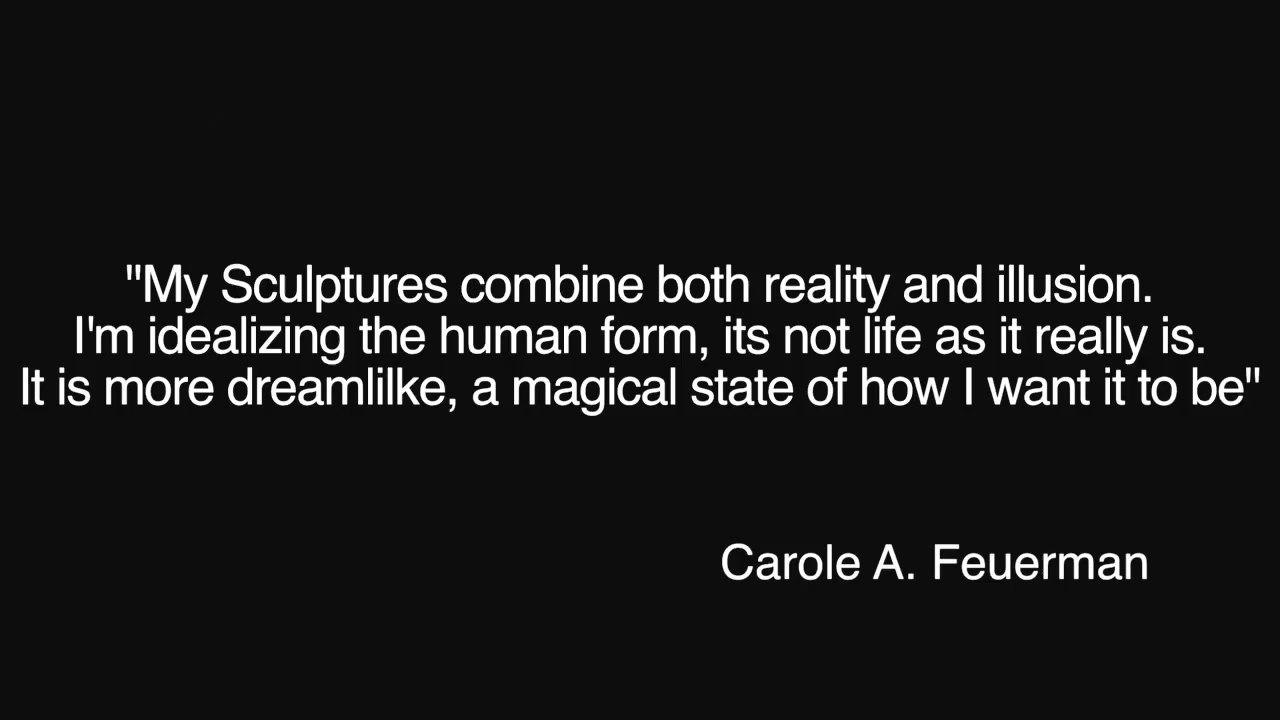 "My Sculptures combine both reality and illusion.
I'm idealizing the human form, its not life as it really is.
It is more dreamlilke, a magical state of how I want it to be"
Carole A. Feuerman